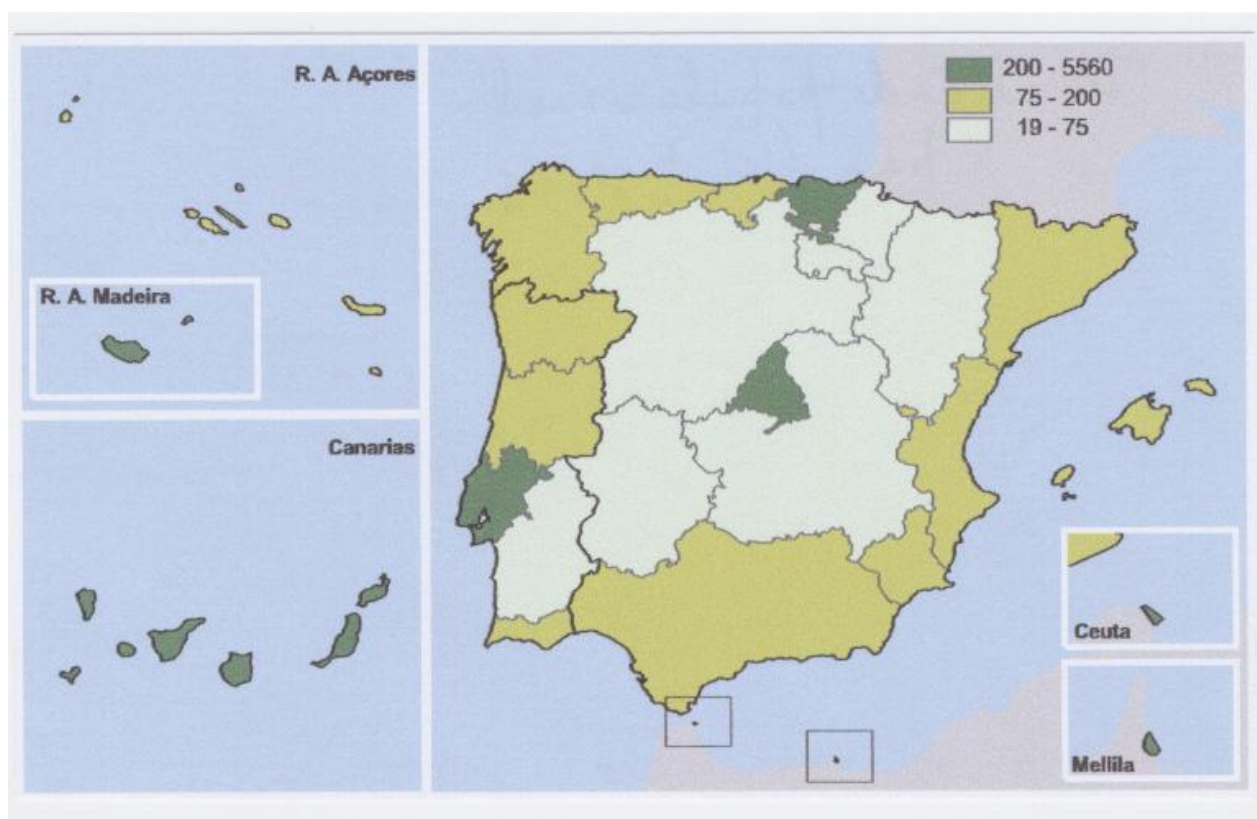 R. A. Açores
R. A. Madeira
Canarias
200 - 5560
75 - 200
19 - 75
Ceuta
Mellila